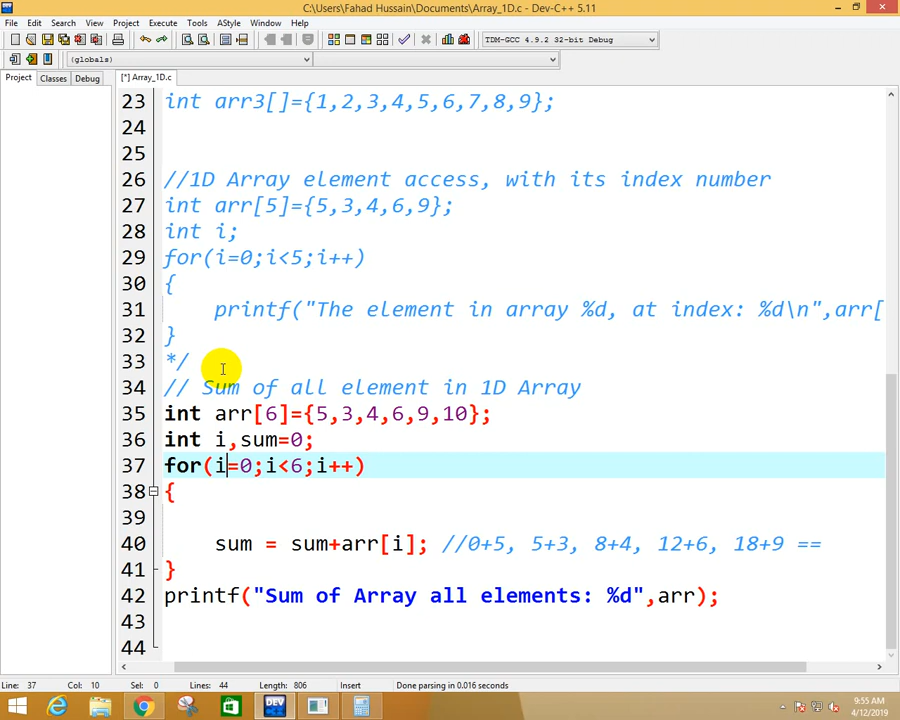 C:\Users\Fahad Hussain\Documents\Array_1D.c - Dev-C++ 5.11
File Edit Search View Project Execute Tools AStyle Window Help
TDM-GCC 4.9.2 32-bit Debug
(globals)
Project Classes Debug [*] Array_1D.c
23 int arr3[]={1,2,3,4,5,6,7,8,9};
24
25
26 //1D Array element access, with its index number
27 int arr[5]={5,3,4,6,9};
28 int i;
29 for(i=0;i<5;i++)
30 {
31 printf("The element in array %d, at index: %d\n",arr[
32 }
33 */
34 // Sum of all element in 1D Array
35 int arr[6]={5,3,4,6,9,10};
36 int i,sum=0;
37 for(i=0;i<6;i++)
38 {
39
40 sum = sum+arr[i]; //0+5, 5+3, 8+4, 12+6, 18+9 ==
41 }
42 printf("Sum of Array all elements: %d",arr);
43
44
Line: 37 Col: 10 Sel: 0 Lines: 44 Length: 806 Insert Done parsing in 0.016 seconds
DEV
9:55 AM
4/12/2019